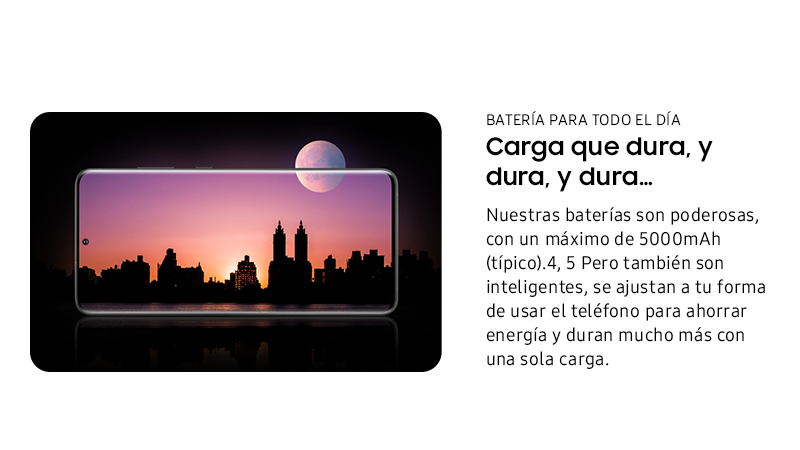 BATERÍA PARA TODO EL DÍA
Carga que dura, y
dura, y dura...
Nuestras baterías son poderosas,
con un máximo de 5000mAh
(típico).4, 5 Pero también son
inteligentes, se ajustan a tu forma
de usar el teléfono para ahorrar
energía y duran mucho más con
una sola carga.